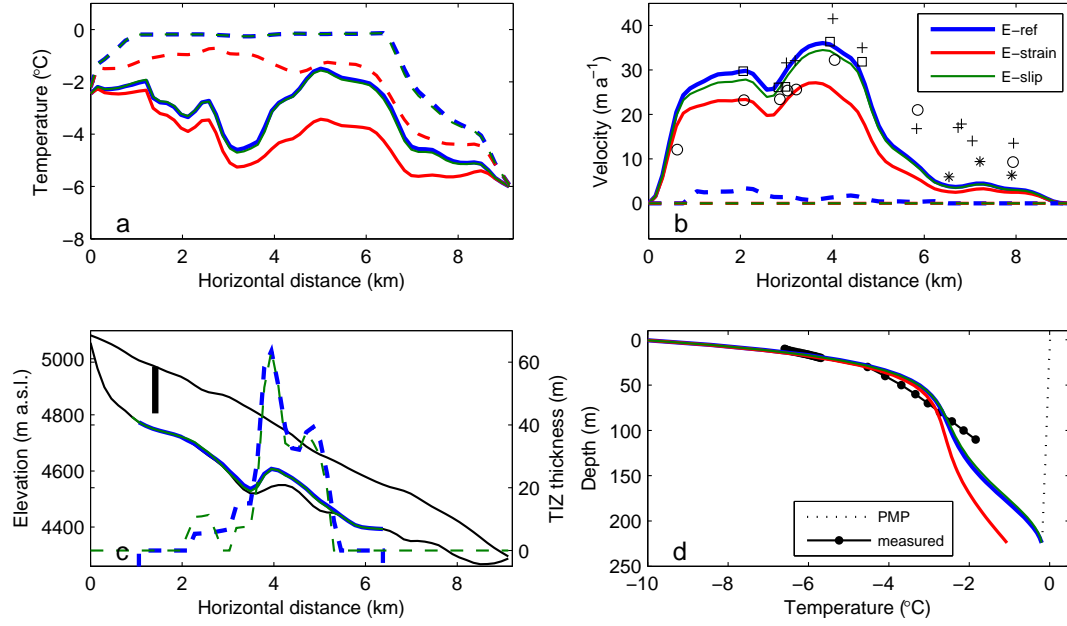 0
−2
−4
−6
−8
Temperature (°C)
0 2 4 6 8
Horizontal distance (km)
a
40
30
20
10
0
Velocity (m a⁻¹)
0 2 4 6 8
Horizontal distance (km)
b
E-ref
E-strain
E-slip
5000
4800
4600
4400
Elevation (m a.s.l.)
60
40
20
0
TIZ thickness (m)
0 2 4 6 8
Horizontal distance (km)
c
0
50
100
150
200
250
Depth (m)
−10 −8 −6 −4 −2 0
Temperature (°C)
d
PMP
measured